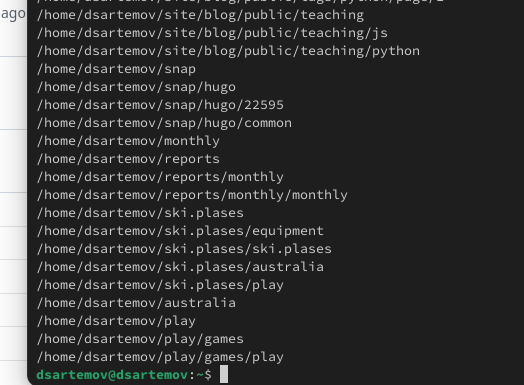 ago
/home/dsartemov/site/blog/public/teaching
/home/dsartemov/site/blog/public/teaching/js
/home/dsartemov/site/blog/public/teaching/python
/home/dsartemov/snap
/home/dsartemov/snap/hugo
/home/dsartemov/snap/hugo/22595
/home/dsartemov/snap/hugo/common
/home/dsartemov/monthly
/home/dsartemov/reports
/home/dsartemov/reports/monthly
/home/dsartemov/reports/monthly/monthly
/home/dsartemov/ski.plases
/home/dsartemov/ski.plases/equipment
/home/dsartemov/ski.plases/ski.plases
/home/dsartemov/ski.plases/australia
/home/dsartemov/ski.plases/play
/home/dsartemov/australia
/home/dsartemov/play
/home/dsartemov/play/games
/home/dsartemov/play/games/play
dsartemov@dsartemov:~$